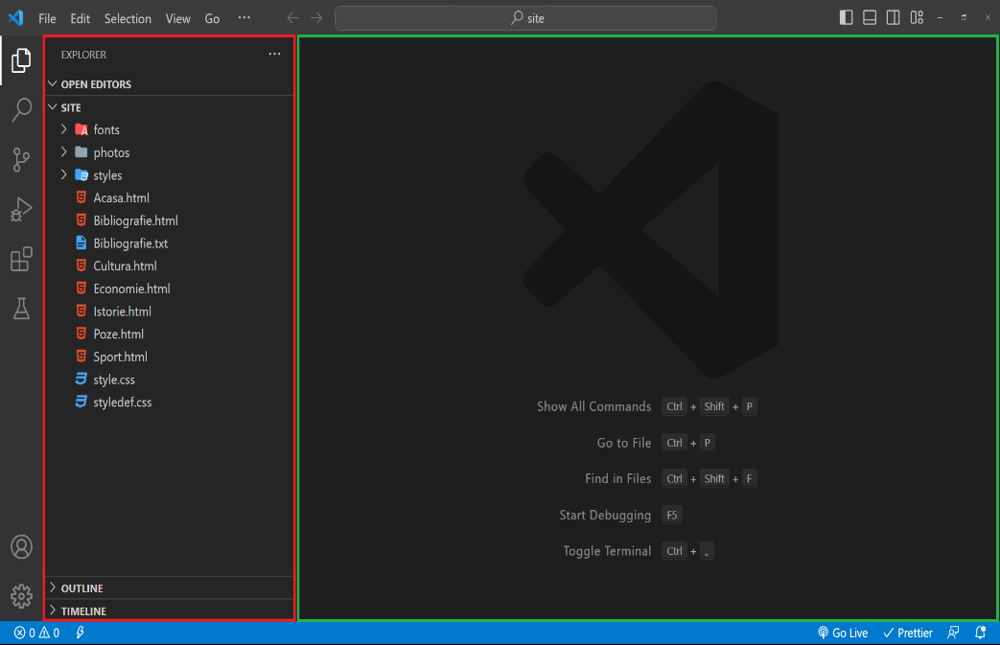 File Edit Selection View Go ··· site
EXPLORER ···
OPEN EDITORS
SITE
fonts
photos
styles
Acasa.html
Bibliografie.html
Bibliografie.txt
Cultura.html
Economie.html
Istorie.html
Poze.html
Sport.html
style.css
styledef.css
OUTLINE
TIMELINE
Show All Commands Ctrl + Shift + P
Go to File Ctrl + P
Find in Files Ctrl + Shift + F
Start Debugging F5
Toggle Terminal Ctrl + „
0 0 Go Live Prettier